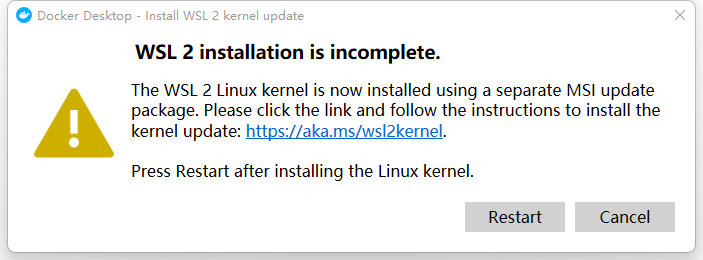 Docker Desktop - Install WSL 2 kernel update
WSL 2 installation is incomplete.
The WSL 2 Linux kernel is now installed using a separate MSI update
package. Please click the link and follow the instructions to install the
kernel update: https://aka.ms/wsl2kernel.
Press Restart after installing the Linux kernel.
Restart Cancel